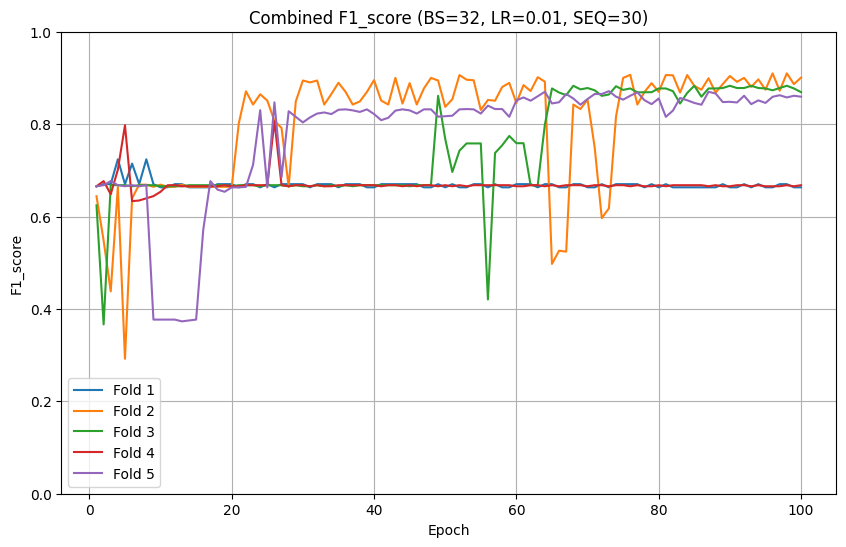 Combined F1_score (BS=32, LR=0.01, SEQ=30)
F1_score
1.0
0.8
0.6
0.4
0.2
0.0
Fold 1
Fold 2
Fold 3
Fold 4
Fold 5
0
20
40
60
80
100
Epoch